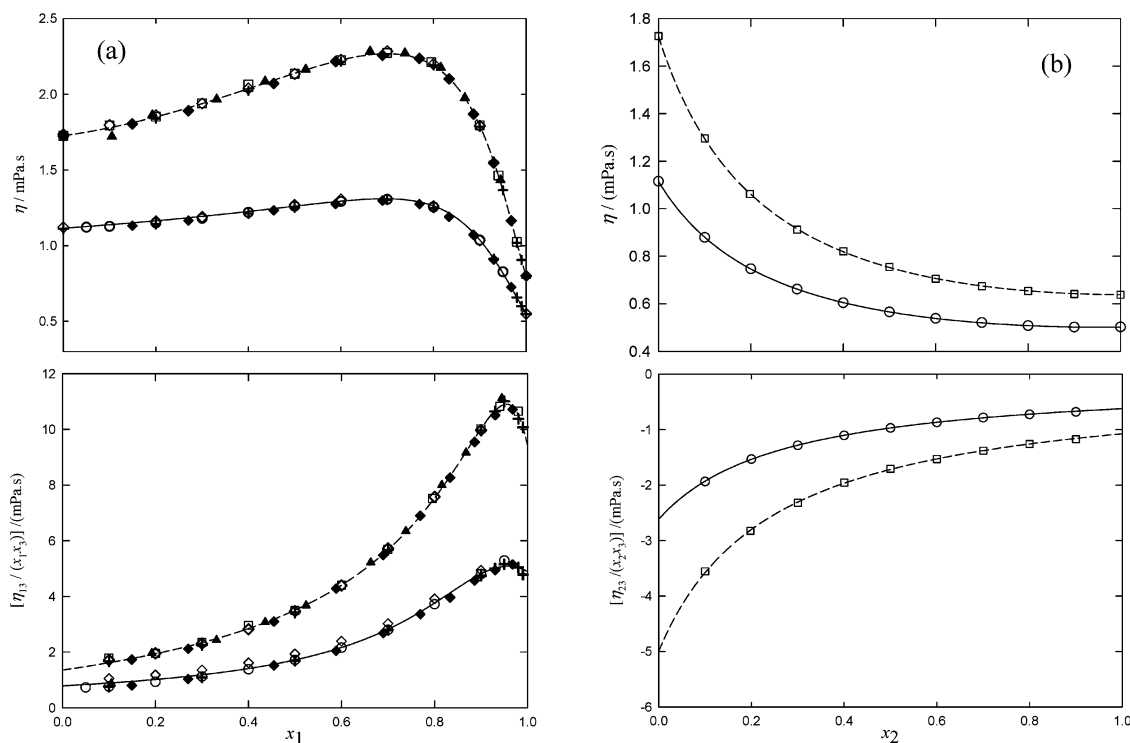 (a)
2.5
2.0
1.5
1.0
0.5
η / mPa.s
(b)
1.8
1.6
1.4
1.2
1.0
0.8
0.6
0.4
η / (mPa.s)
12
10
8
6
4
2
0
[η13 / (x1x3)] /(mPa.s)
0.0 0.2 0.4 0.6 0.8 1.0
x1
0
-1
-2
-3
-4
-5
-6
[η23 /(x2x3)] /(mPa.s)
0.0 0.2 0.4 0.6 0.8 1.0
x2